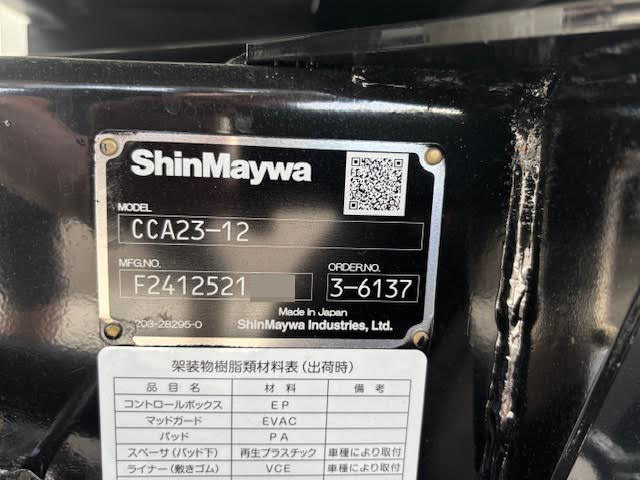 ShinMaywa
MODEL
CCA23-12
MFG.NO. ORDER.NO.
F2412521 3-6137
Made in Japan
203-28295-0 ShinMaywa Industries, Ltd.
架装物樹脂類材料表(出荷時)
品目名 材料 備考
コントロールボックス EP
マッドガード EVAC
パッド PA
スペーサ(パッド下) 再生プラスチック 車種により取付
ライナー(敷きゴム) VCE 車種により取付